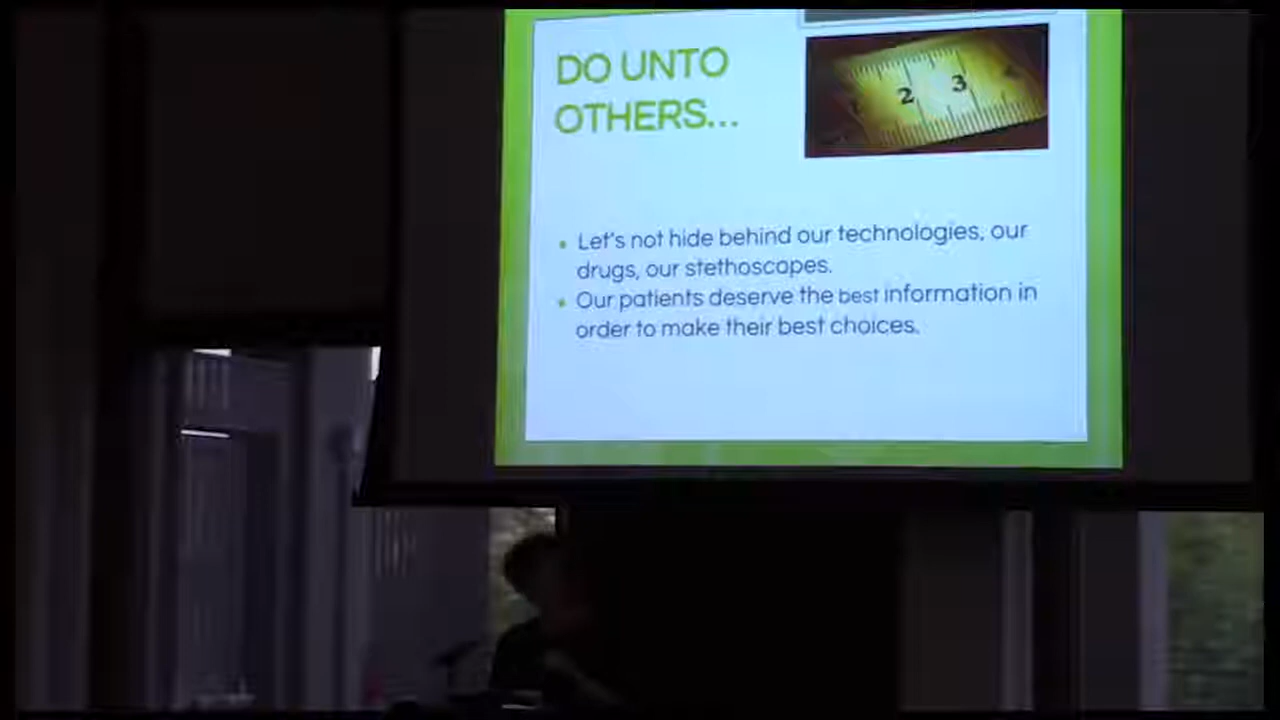 DO UNTO
OTHERS...
2 3
• Let's not hide behind our technologies, our
drugs, our stethoscopes.
• Our patients deserve the best information in
order to make their best choices.